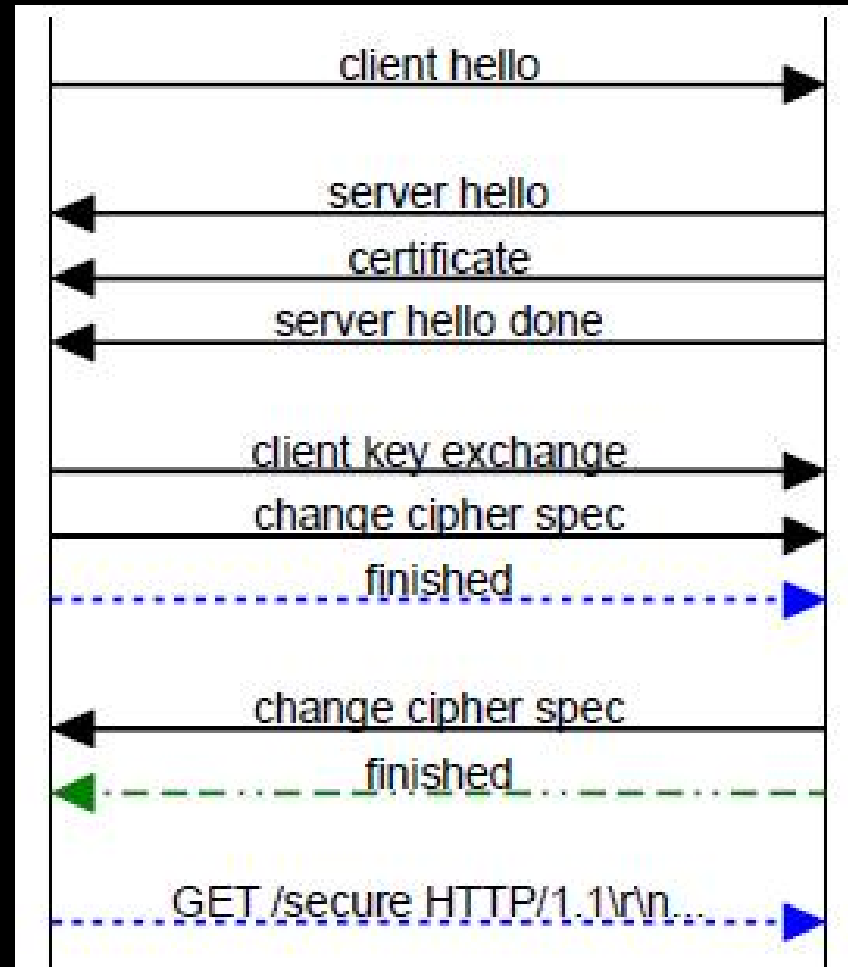 client hello
server hello
certificate
server hello done
client key exchange
change cipher spec
finished
change cipher spec
finished
GET /secure HTTP/1.1\r\n...